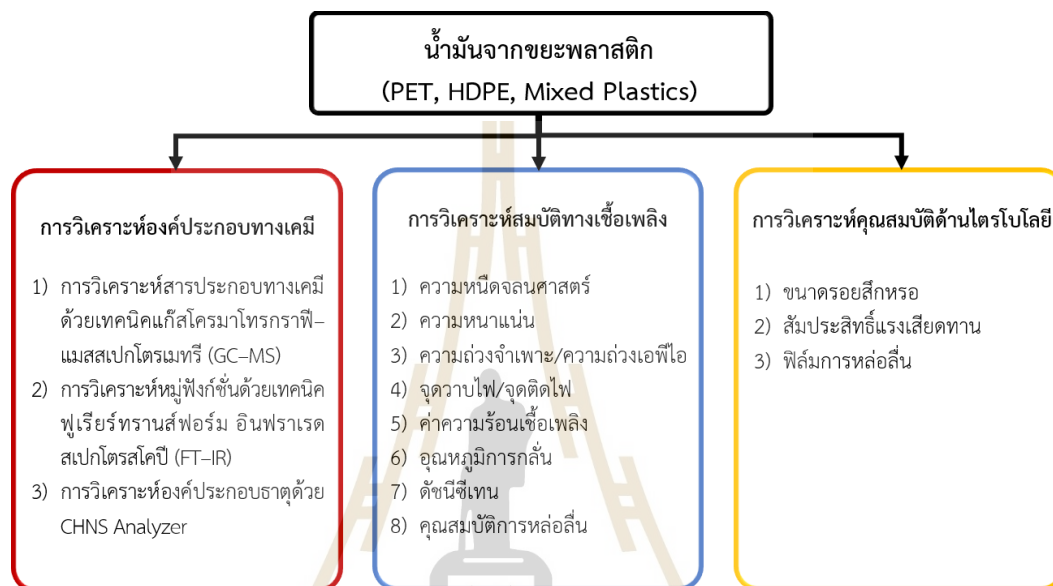 น้ำมันจากขยะพลาสติก
(PET, HDPE, Mixed Plastics)
การวิเคราะห์องค์ประกอบทางเคมี
1) การวิเคราะห์สารประกอบทางเคมี
ด้วยเทคนิคแก๊สโครมาโทรกราฟี–
แมสสเปกโตรเมทรี (GC–MS)
2) การวิเคราะห์หมู่ฟังก์ชั่นด้วยเทคนิค
ฟูเรียร์ทรานส์ฟอร์ม อินฟราเรด
สเปกโตรสโคปี (FT–IR)
3) การวิเคราะห์องค์ประกอบธาตุด้วย
CHNS Analyzer
การวิเคราะห์สมบัติทางเชื้อเพลิง
1) ความหนืดจลนศาสตร์
2) ความหนาแน่น
3) ความถ่วงจำเพาะ/ความถ่วงเอพีไอ
4) จุดวาบไฟ/จุดติดไฟ
5) ค่าความร้อนเชื้อเพลิง
6) อุณหภูมิการกลั่น
7) ดัชนีซีเทน
8) คุณสมบัติการหล่อลื่น
การวิเคราะห์คุณสมบัติด้านไตรโบโลยี
1) ขนาดรอยสึกหรอ
2) สัมประสิทธิ์แรงเสียดทาน
3) ฟิล์มการหล่อลื่น